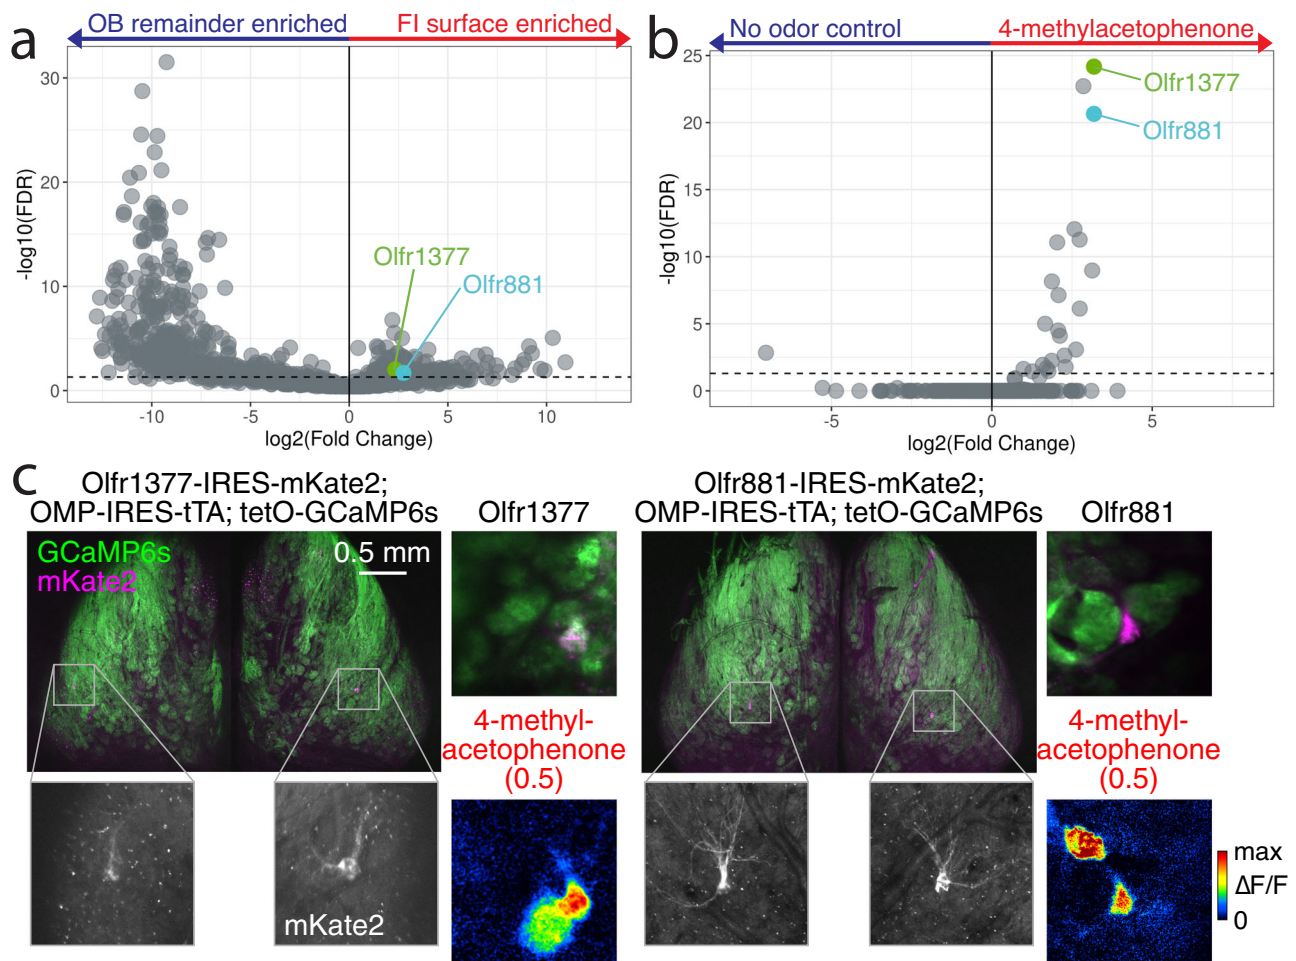 a
OB remainder enriched
FI surface enriched
-log10(FDR)
30
20
10
0
Olfr1377
Olfr881
-10
-5
0
5
10
log2(Fold Change)
b
No odor control
4-methylacetophenone
-log10(FDR)
25
20
15
10
5
0
Olfr1377
Olfr881
-5
0
5
log2(Fold Change)
c
Olfr1377-IRES-mKate2;
OMP-IRES-tTA; tetO-GCaMP6s
GCaMP6s
mKate2
0.5 mm
mKate2
Olfr1377
4-methyl-
acetophenone
(0.5)
Olfr881-IRES-mKate2;
OMP-IRES-tTA; tetO-GCaMP6s
Olfr881
4-methyl-
acetophenone
(0.5)
max
ΔF/F
0